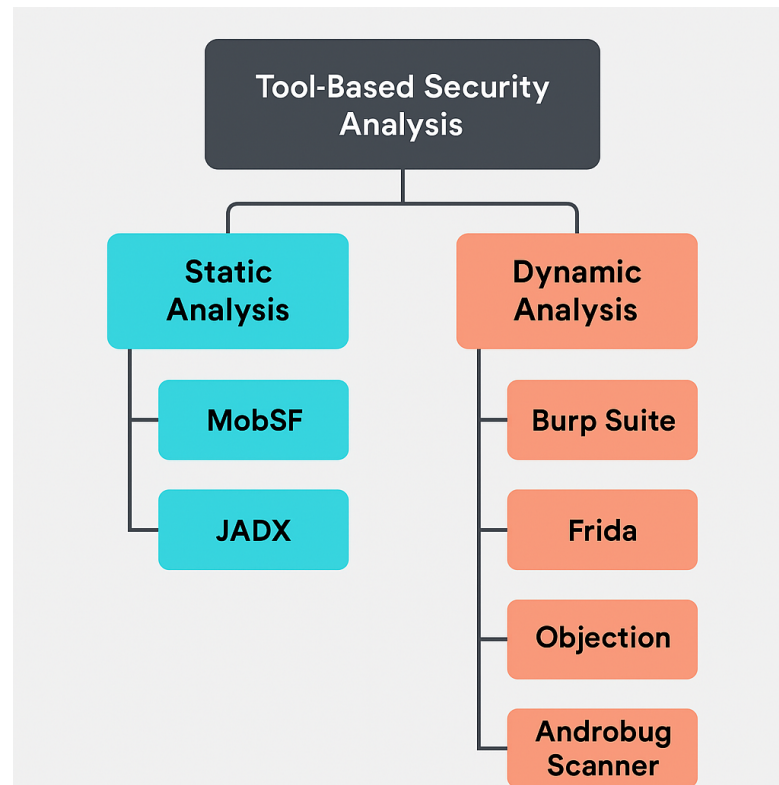 Tool-Based Security
Analysis
Static
Analysis
MobSF
JADX
Dynamic
Analysis
Burp Suite
Frida
Objection
Androbug
Scanner